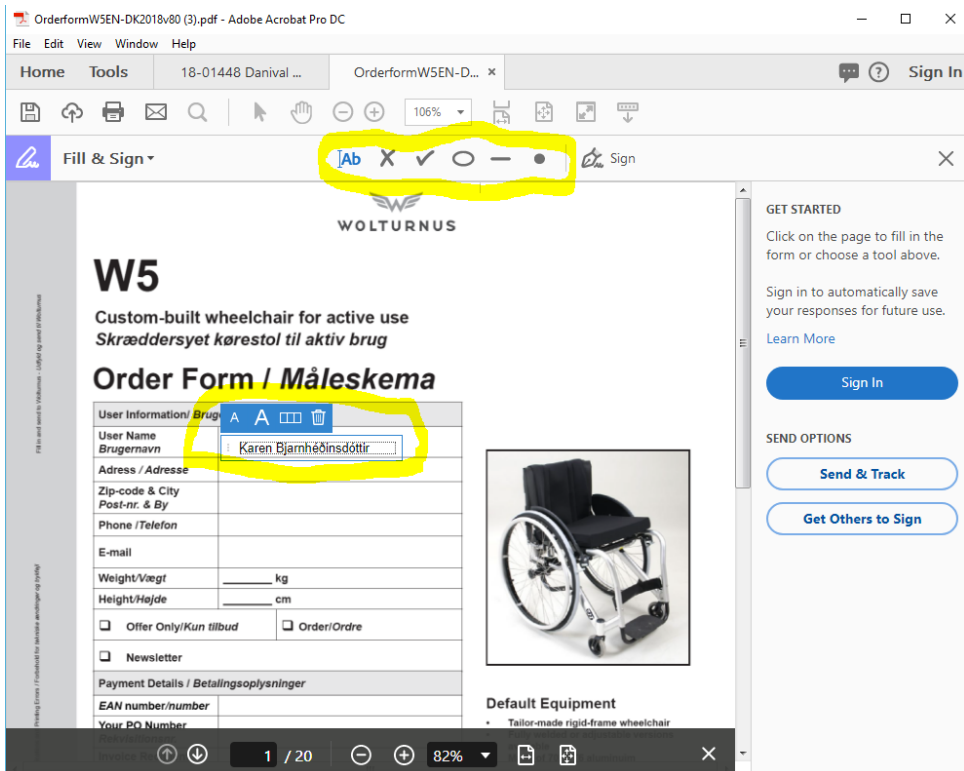 OrderformW5EN-DK2018v80 (3).pdf - Adobe Acrobat Pro DC
File Edit View Window Help
Home Tools 18-01448 Danival ... OrderformW5EN-D... × ? Sign In
106%
Fill & Sign Ab Sign
WOLTURNUS
W5
Custom-built wheelchair for active use
Skræddersyet kørestol til aktiv brug
Order Form / Måleskema
User Information/ Bruge
A A
User Name
Brugernavn
Karen Bjarnhéðinsdóttir
Adress / Adresse
Zip-code & City
Post-nr. & By
Phone /Telefon
E-mail
Weight/Vægt ______ kg
Height/Højde ______ cm
Offer Only/Kun tilbud Order/Ordre
Newsletter
Payment Details / Betalingsoplysninger
EAN number/number
Your PO Number
Default Equipment
• Tailor-made rigid-frame wheelchair
1 / 20 82%
GET STARTED
Click on the page to fill in the
form or choose a tool above.
Sign in to automatically save
your responses for future use.
Learn More
Sign In
SEND OPTIONS
Send & Track
Get Others to Sign